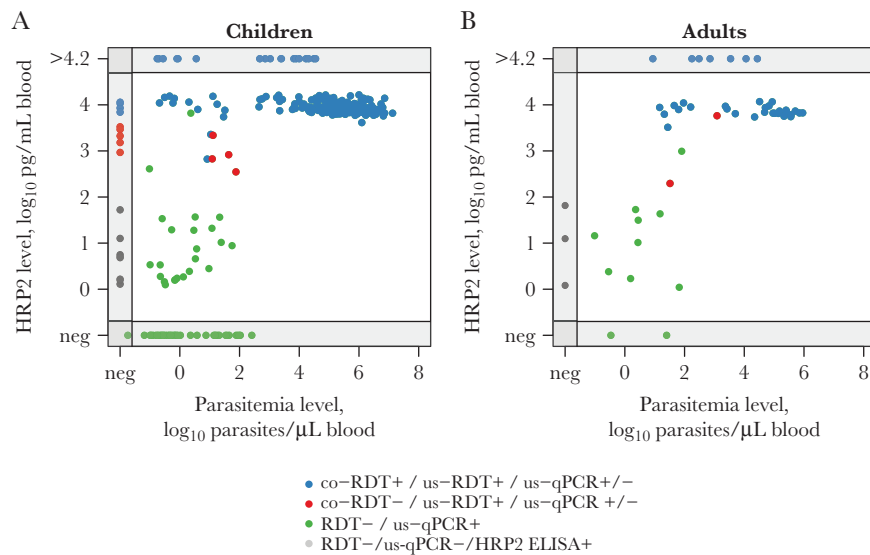 A
Children
>4.2
4
3
2
1
0
neg
HRP2 level, log10 pg/mL blood
neg
0
2
4
6
8
Parasitemia level,
log10 parasites/µL blood
B
Adults
>4.2
4
3
2
1
0
neg
HRP2 level, log10 pg/mL blood
neg
0
2
4
6
8
Parasitemia level,
log10 parasites/µL blood
co−RDT+ / us−RDT+ / us−qPCR+/−
co−RDT− / us−RDT+ / us−qPCR +/−
RDT− / us−qPCR+
RDT−/us-qPCR−/HRP2 ELISA+